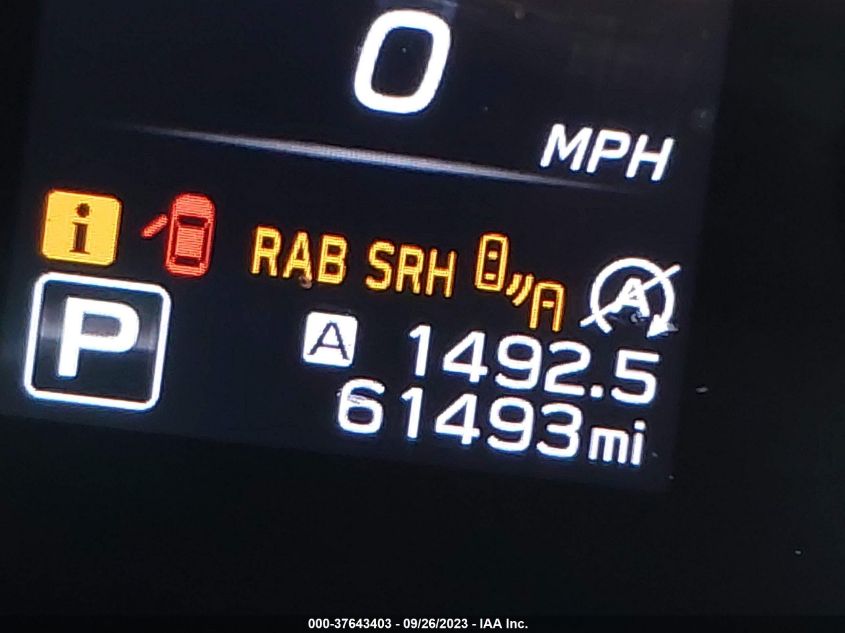 0
MPH
i RAB SRH A
P A 1492.5
61493mi
000-37643403 - 09/26/2023 - IAA Inc.